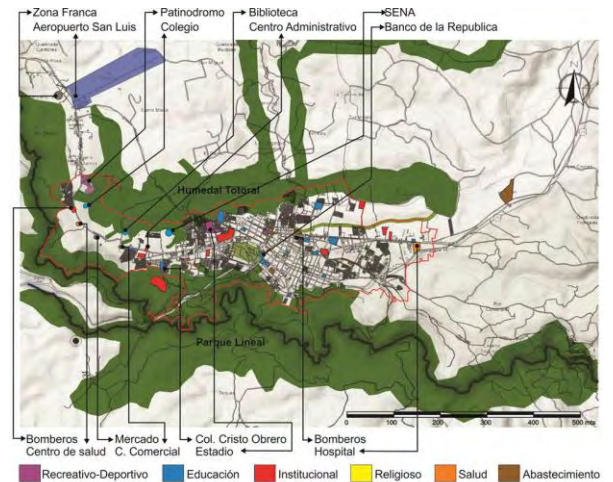 Zona Franca
Aeropuerto San Luis
Patinodromo
Colegio
Biblioteca
Centro Administrativo
SENA
Banco de la Republica
N
Humedal Totoral
Parque Lineal
0 100 200 300 400 500 mts
Bomberos
Centro de salud
Mercado
C. Comercial
Col. Cristo Obrero
Estadio
Bomberos
Hospital
Recreativo-Deportivo
Educación
Institucional
Religioso
Salud
Abastecimiento